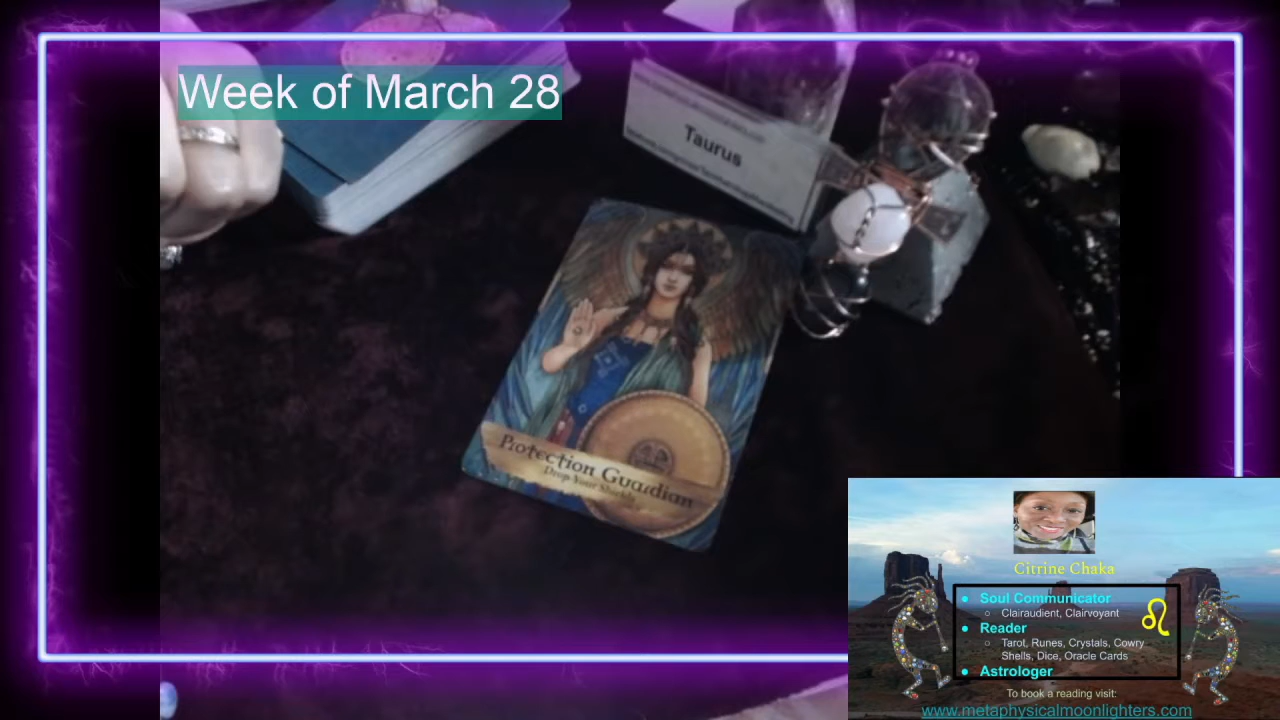 Week of March 28
Taurus
Protection Guardian
Drop Your Shields
Citrine Chaka
● Soul Communicator
○ Clairaudient, Clairvoyant
● Reader
○ Tarot, Runes, Crystals, Cowry
Shells, Dice, Oracle Cards
● Astrologer
To book a reading visit:
www.metaphysicalmoonlighters.com